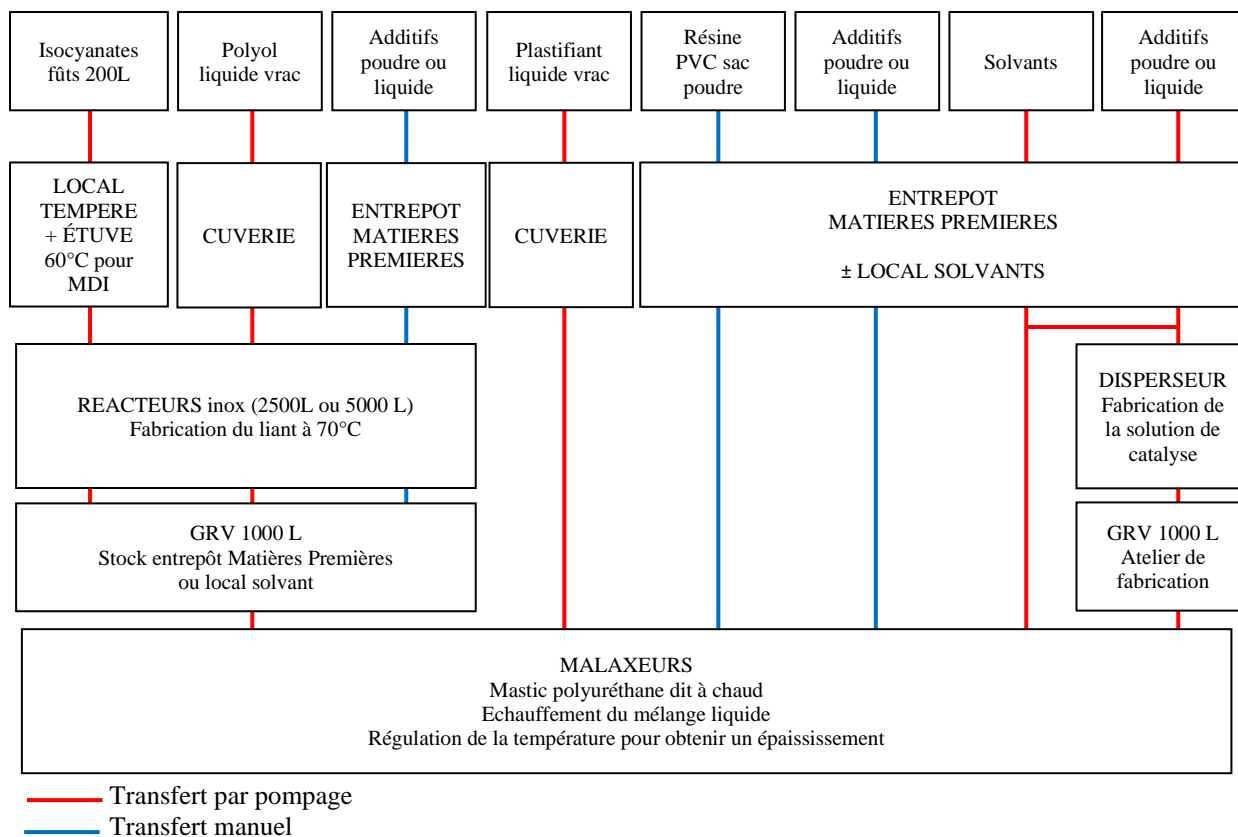 Isocyanates
fûts 200L
Polyol
liquide vrac
Additifs
poudre ou
liquide
Plastifiant
liquide vrac
Résine
PVC sac
poudre
Additifs
poudre ou
liquide
Solvants
Additifs
poudre ou
liquide
LOCAL
TEMPERE
+ ÉTUVE
60°C pour
MDI
CUVERIE
ENTREPOT
MATIERES
PREMIERES
CUVERIE
ENTREPOT
MATIERES PREMIERES
± LOCAL SOLVANTS
REACTEURS inox (2500L ou 5000 L)
Fabrication du liant à 70°C
DISPERSEUR
Fabrication de
la solution de
catalyse
GRV 1000 L
Stock entrepôt Matières Premières
ou local solvant
GRV 1000 L
Atelier de
fabrication
MALAXEURS
Mastic polyuréthane dit à chaud
Echauffement du mélange liquide
Régulation de la température pour obtenir un épaississement
Transfert par pompage
Transfert manuel